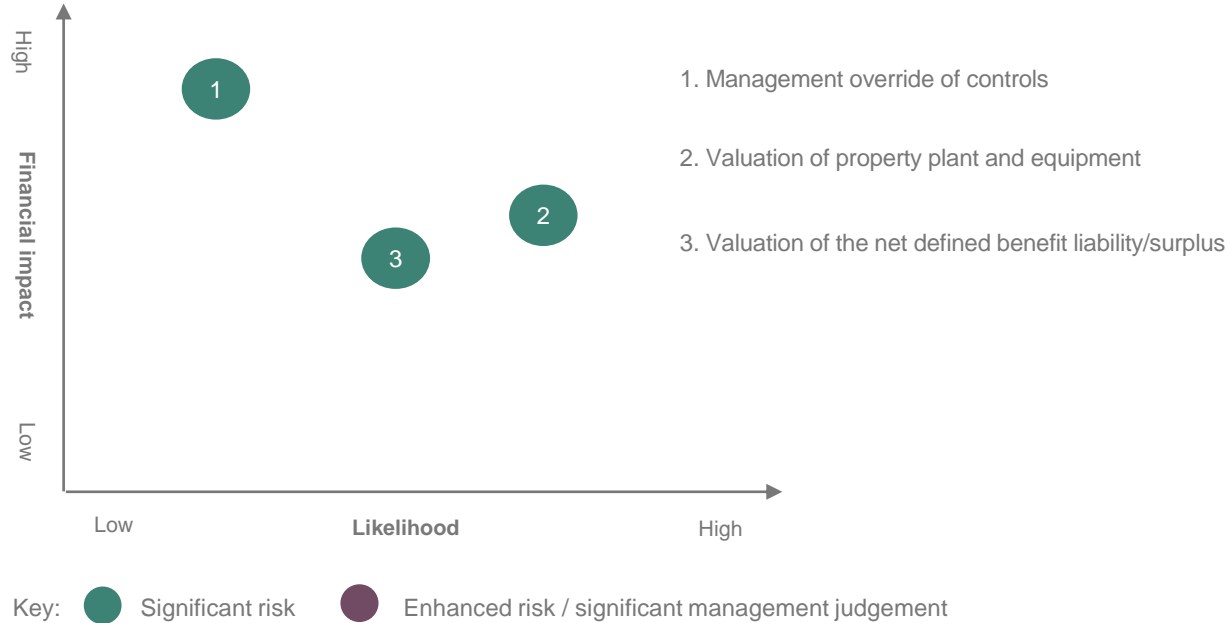 High
Financial impact
Low
1
2
3
1. Management override of controls
2. Valuation of property plant and equipment
3. Valuation of the net defined benefit liability/surplus
Low
Likelihood
High
Key:
Significant risk
Enhanced risk / significant management judgement